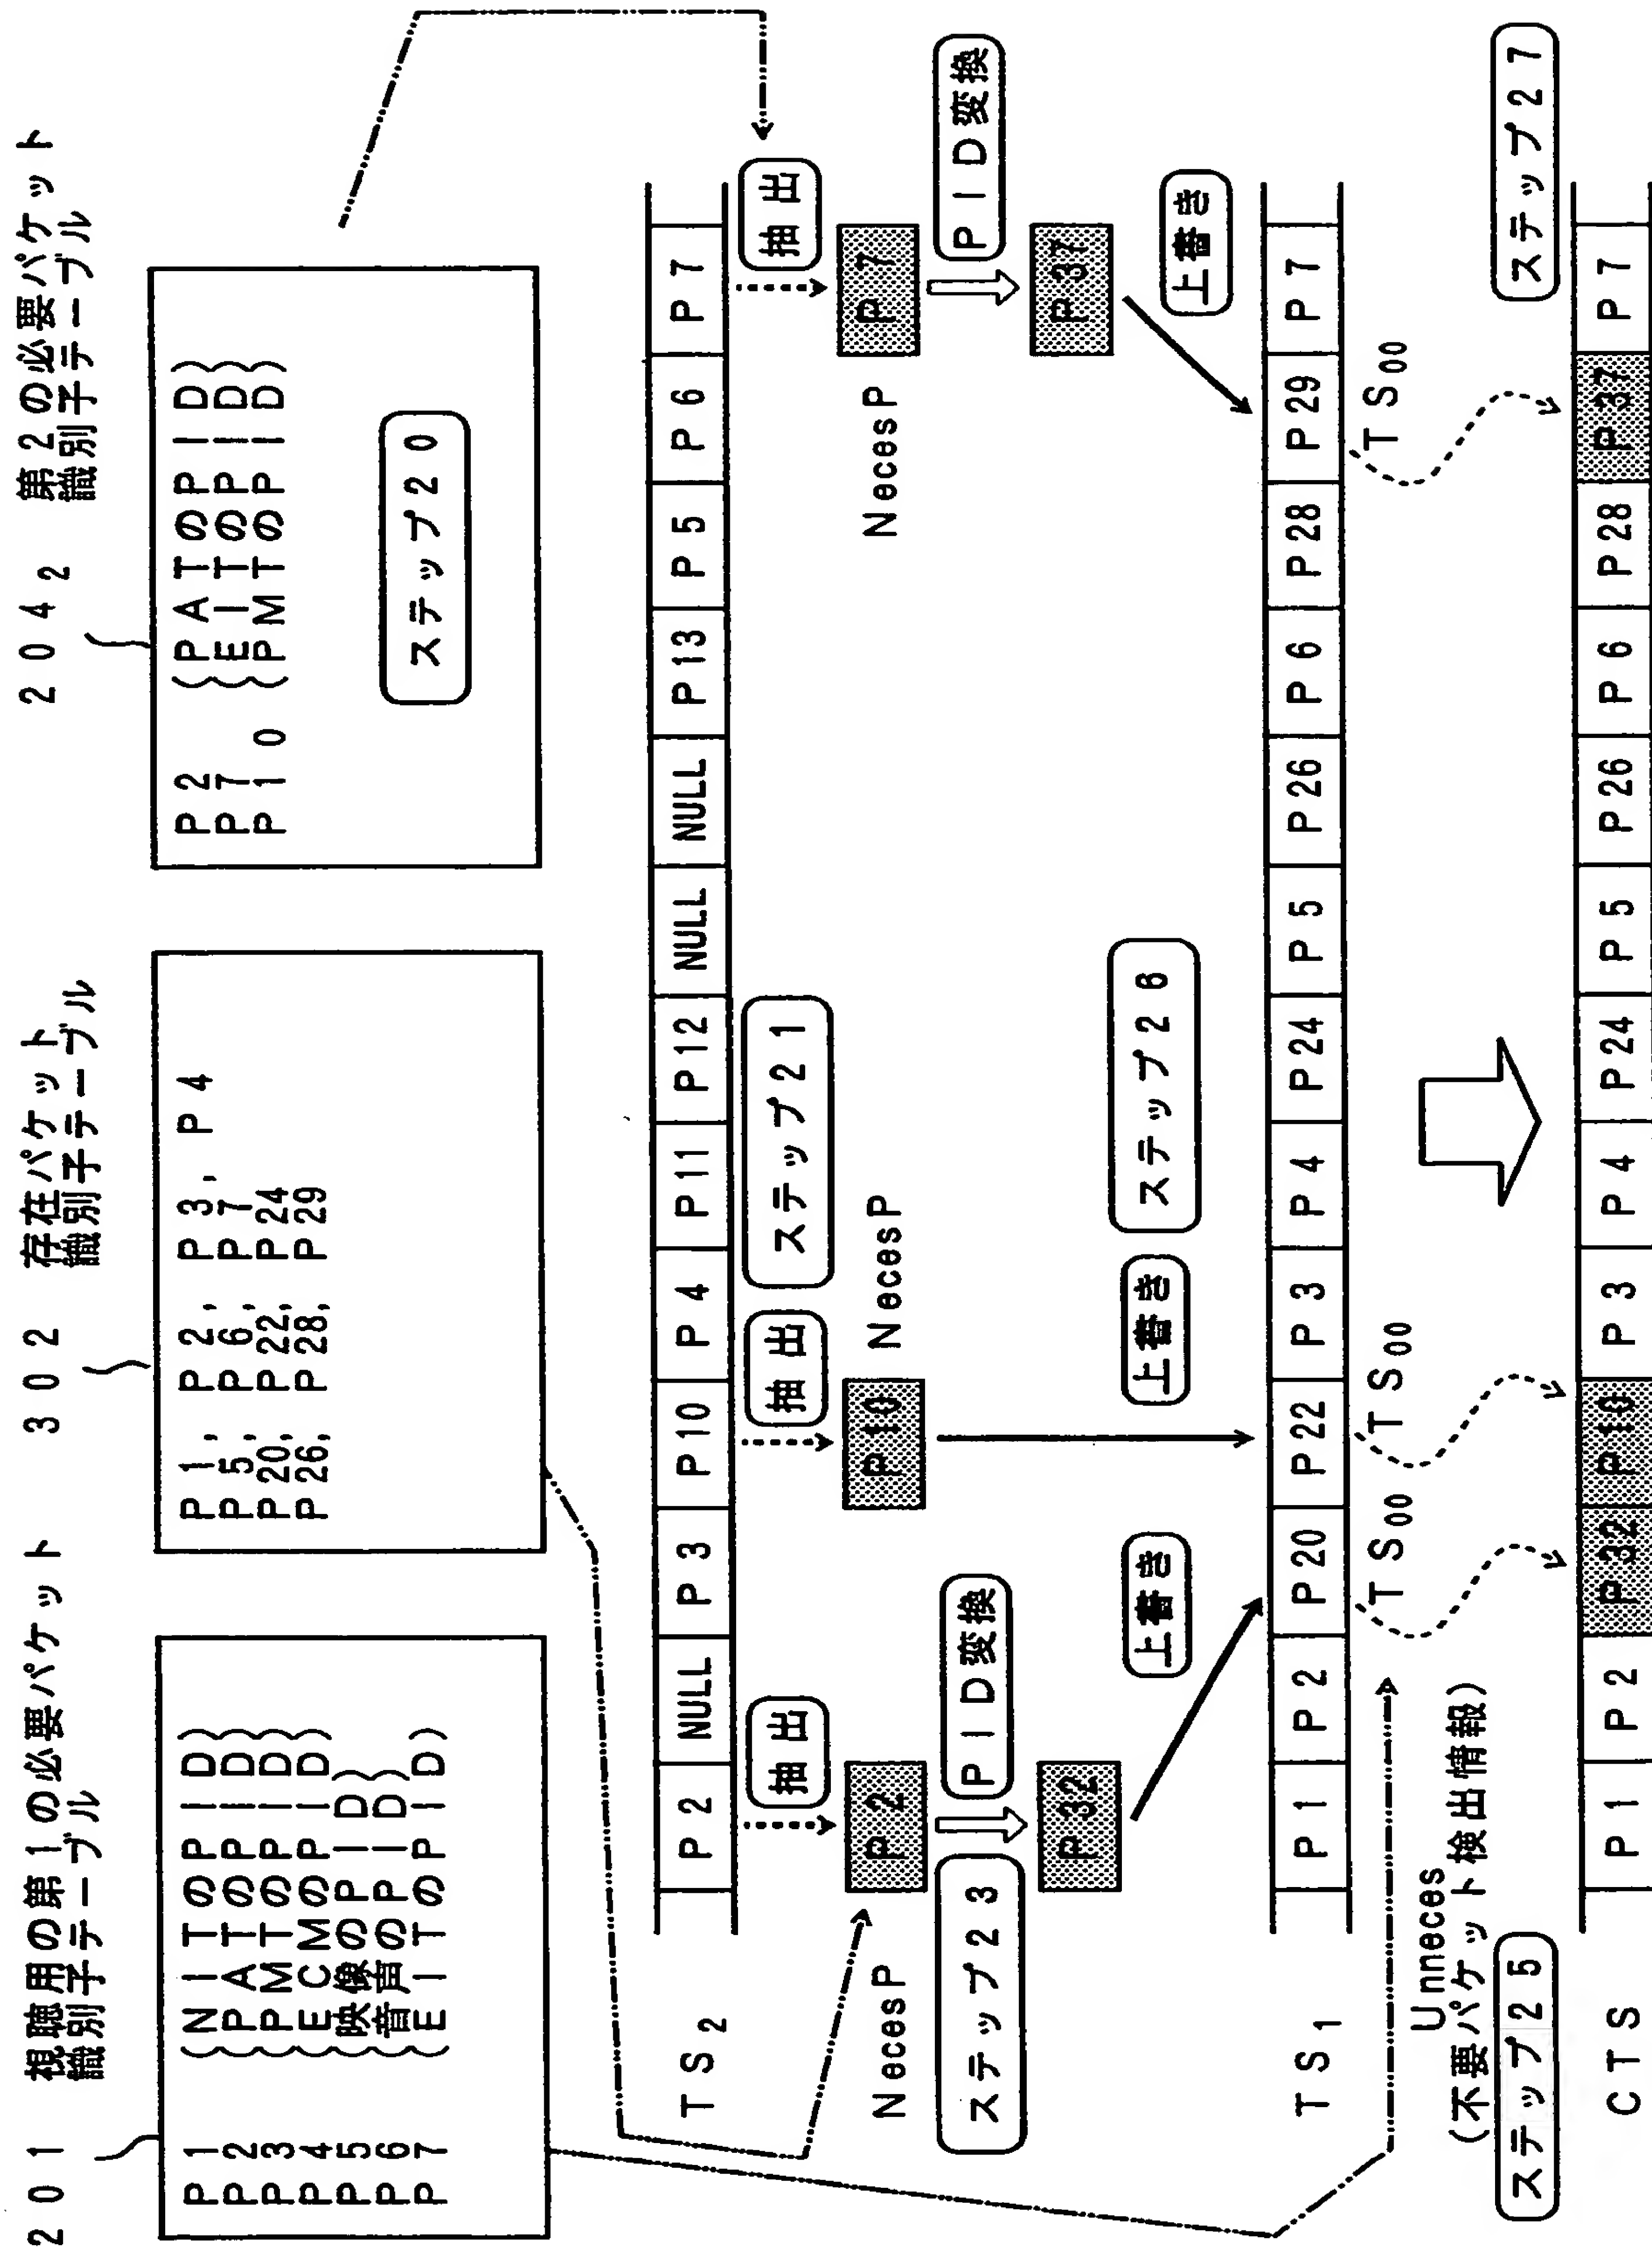 201 視聴用の第1の必要パケット
識別子テーブル
P1 (NITのPID)
P2 (PATのPID)
P3 (PMTのPID)
P4 (ECMのPID)
P5 (映像のPID)
P6 (音声のPID)
P7 (EITのPID)
302 存在パケット
識別子テーブル
P1, P2, P3, P4
P5, P6, P7
P20, P22, P24
P26, P28, P29
204₂ 第2の必要パケット
識別子テーブル
P2 (PATのPID)
P7 (EITのPID)
P10 (PMTのPID)
ステップ20
TS₂ P2 NULL P3 P10 P4 P11 P12 NULL NULL P13 P5 P6 P7
抽出 抽出 ステップ21 抽出
NecesP P2 P10 NecesP NecesP P7
ステップ23 PID変換 PID変換
P32 P37
上書き 上書き ステップ26 上書き
TS₁ P1 P2 P20 P22 P3 P4 P24 P5 P26 P6 P28 P29 P7
TS₀₀ TS₀₀ TS₀₀
Unneces
(不要パケット検出情報)
ステップ25 ステップ27
CTS P1 P2 P32 P10 P3 P4 P24 P5 P26 P6 P28 P37 P7